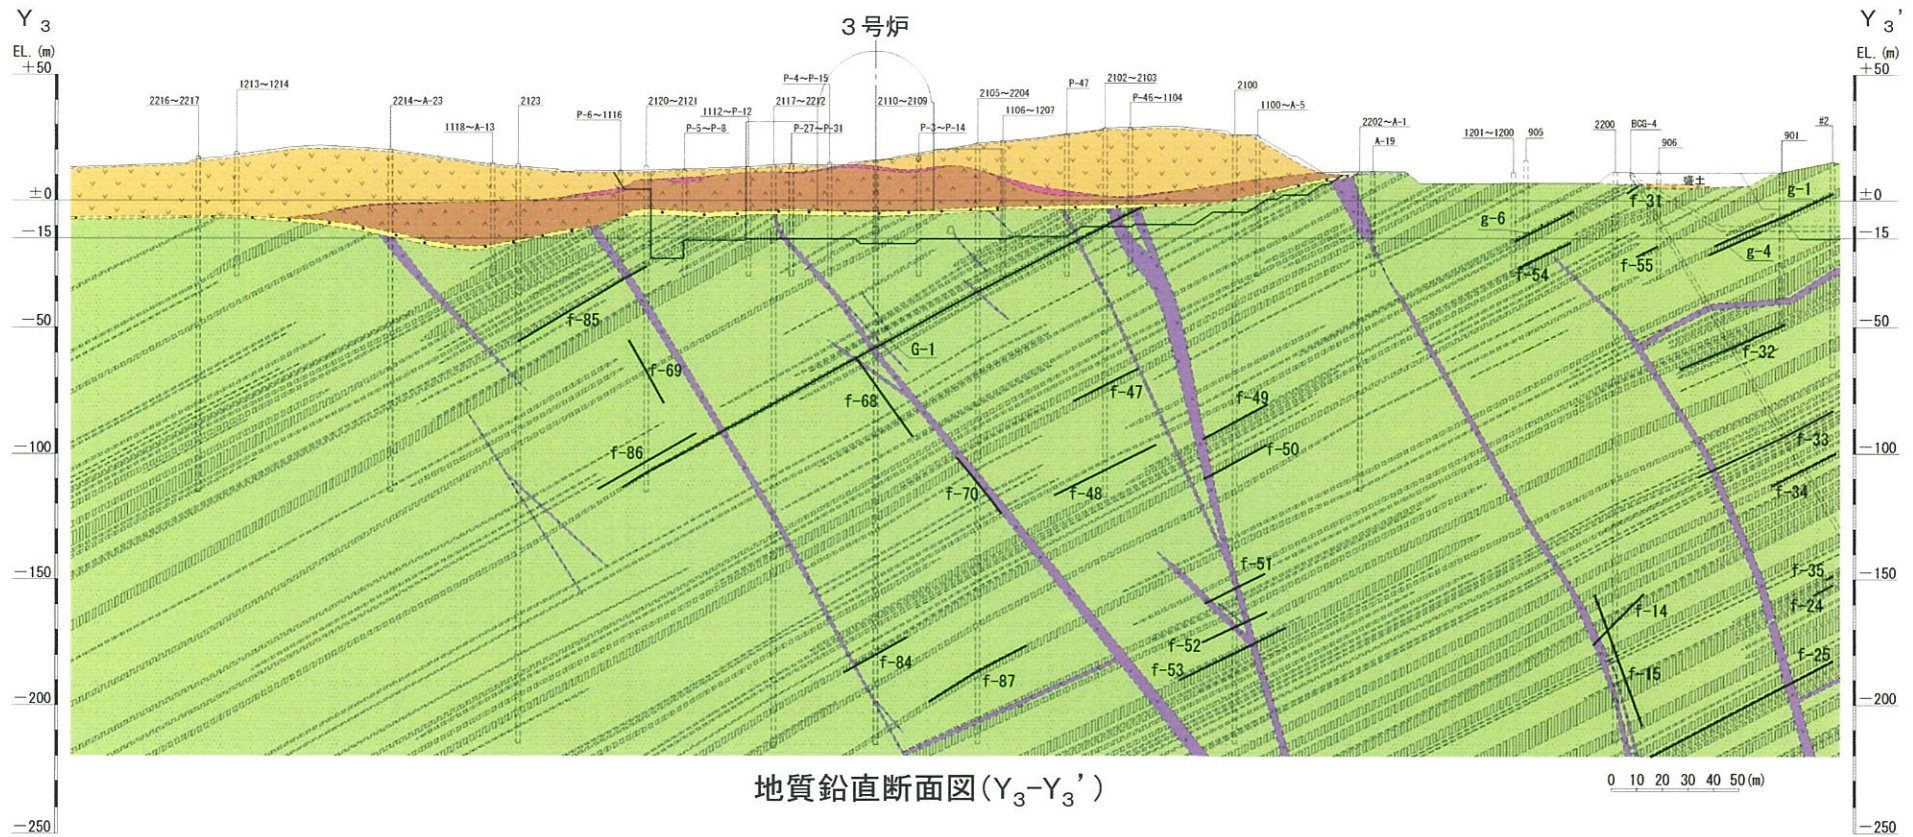 Y3
Y3'
3号炉
EL. (m)
EL. (m)
+50
+50
P-4~P-15
P-47
2102~2103
1213~1214
2100
2216~2217
2214~A-23
2123
2120~2121
2117~2212
2110~2109
2105~2204
P-46~1104
1100~A-5
P-6~1116
1112~P-12
1106~1207
#2
1118~A-13
P-5~P-8
P-27~P-31
P-3~P-14
2202~A-1
A-19
1201~1200
905
2200
BCG-4
906
901
盛土
±0
±0
g-1
f-31
g-6
-15
-15
g-4
f-55
f-54
f-85
-50
-50
G-1
f-32
f-69
f-47
f-68
f-49
f-33
f-86
f-50
-100
-100
f-70
f-48
f-34
f-51
-150
-150
f-35
f-24
f-14
f-52
f-84
f-53
f-25
f-87
f-15
-200
-200
地質鉛直断面図(Y3-Y3')
0 10 20 30 40 50(m)
-250
-250